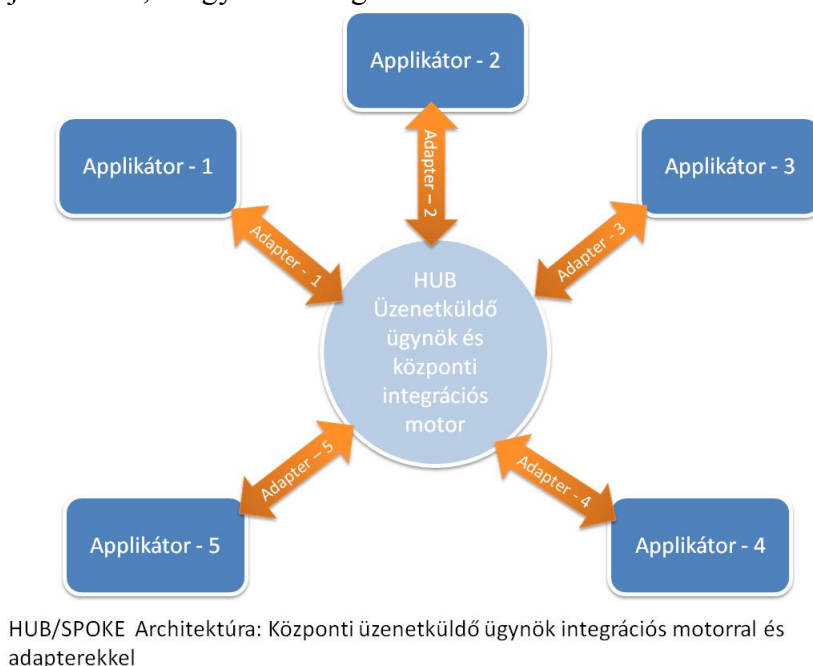 Applikátor - 2
Applikátor - 1
Applikátor - 3
Adapter – 2
Adapter - 1
Adapter - 3
HUB
Üzenetküldő
ügynök és
központi
integrációs
motor
Adapter – 5
Adapter - 4
Applikátor - 5
Applikátor - 4
HUB/SPOKE Architektúra: Központi üzenetküldő ügynök integrációs motorral és
adapterekkel